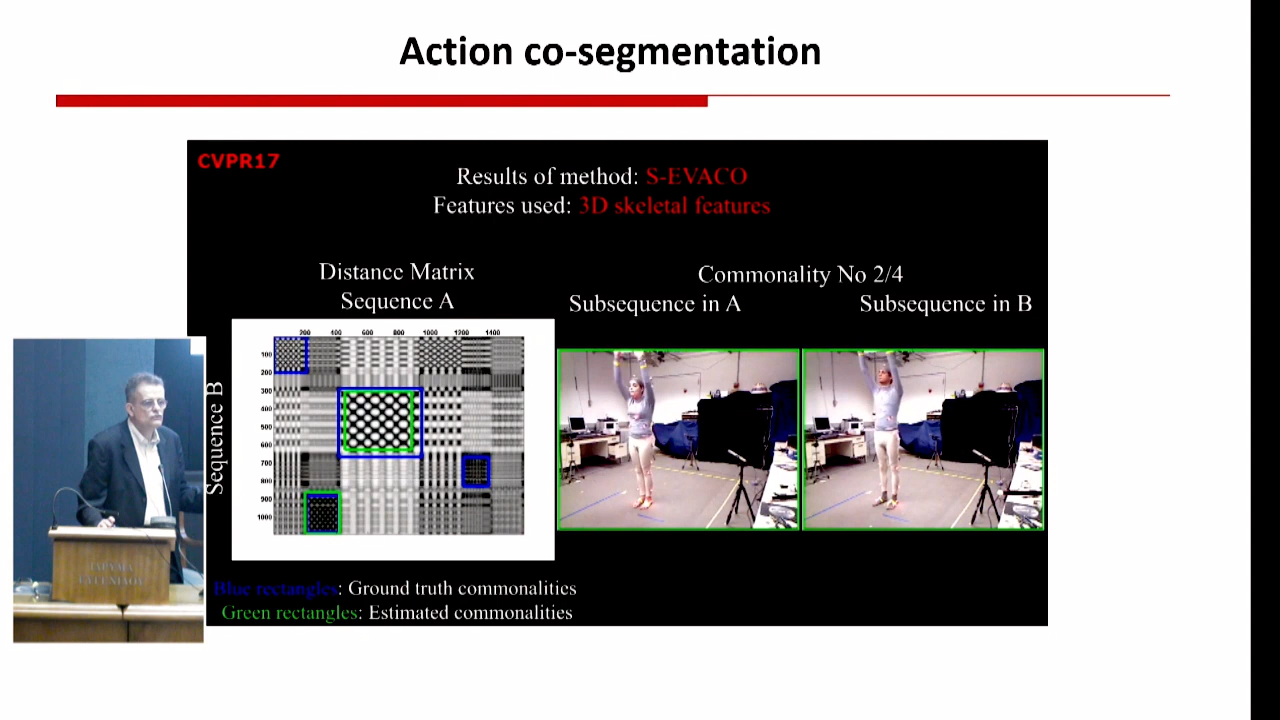 Action co-segmentation
CVPR17
Results of method: S-EVACO
Features used: 3D skeletal features
Distance Matrix
Sequence A
Commonality No 2/4
Subsequence in A
Subsequence in B
200 400 600 800 1000 1200 1400
100
200
300
400
500
600
700
800
900
1000
Sequence B
ΙΔΡΥΜΑ
ΕΥΓΕΝΙΔΟΥ
Blue rectangles: Ground truth commonalities
Green rectangles: Estimated commonalities